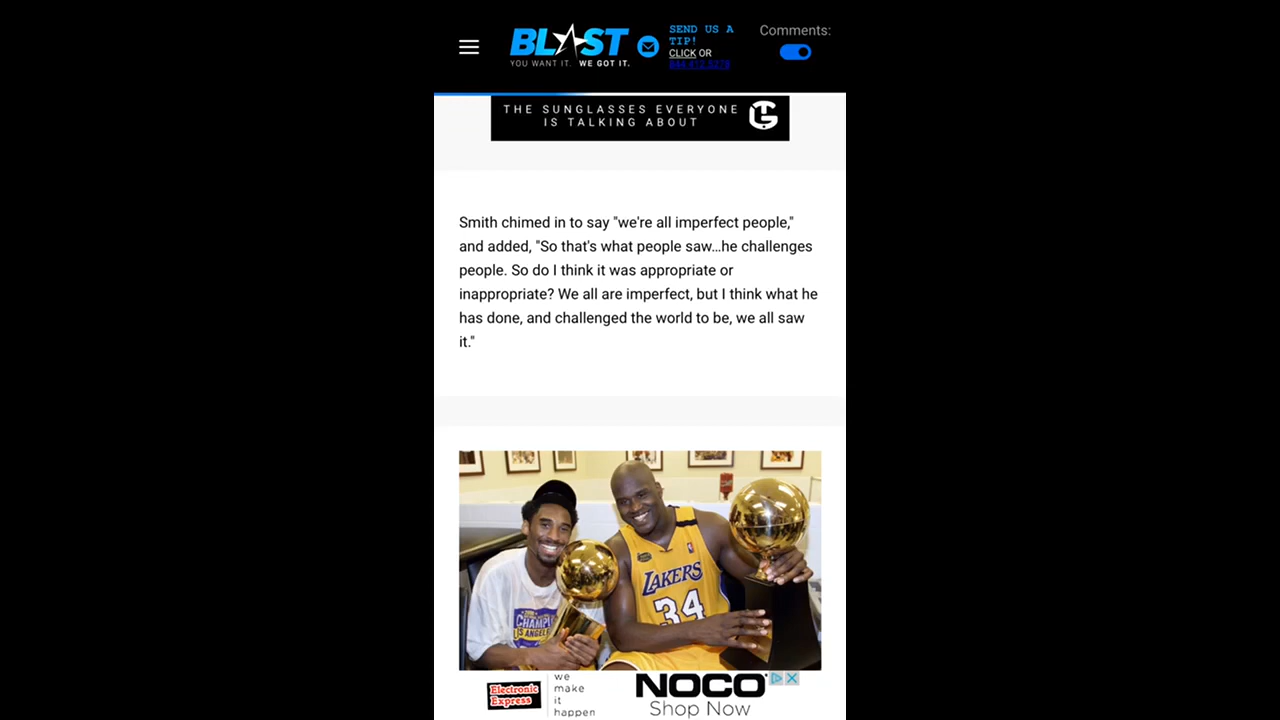 BLAST
YOU WANT IT. WE GOT IT.
SEND US A
TIP!
CLICK OR
Comments:
THE SUNGLASSES EVERYONE
IS TALKING ABOUT
Smith chimed in to say "we're all imperfect people,"
and added, "So that's what people saw...he challenges
people. So do I think it was appropriate or
inappropriate? We all are imperfect, but I think what he
has done, and challenged the world to be, we all saw
it."
LAKERS
34
CHAMPI
Electronic
Express
we
make
it
happen
NOCO
Shop Now